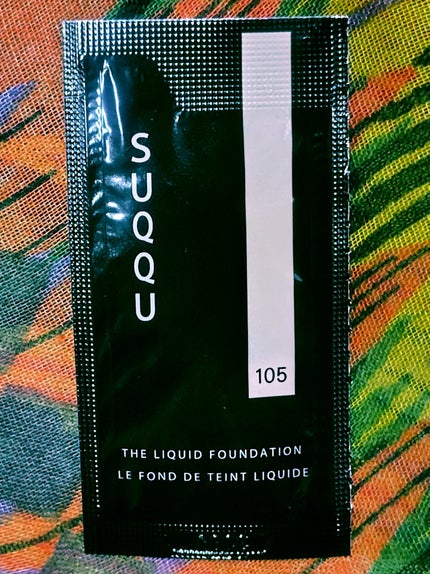 SUQQU
105
THE LIQUID FOUNDATION
LE FOND DE TEINT LIQUIDE